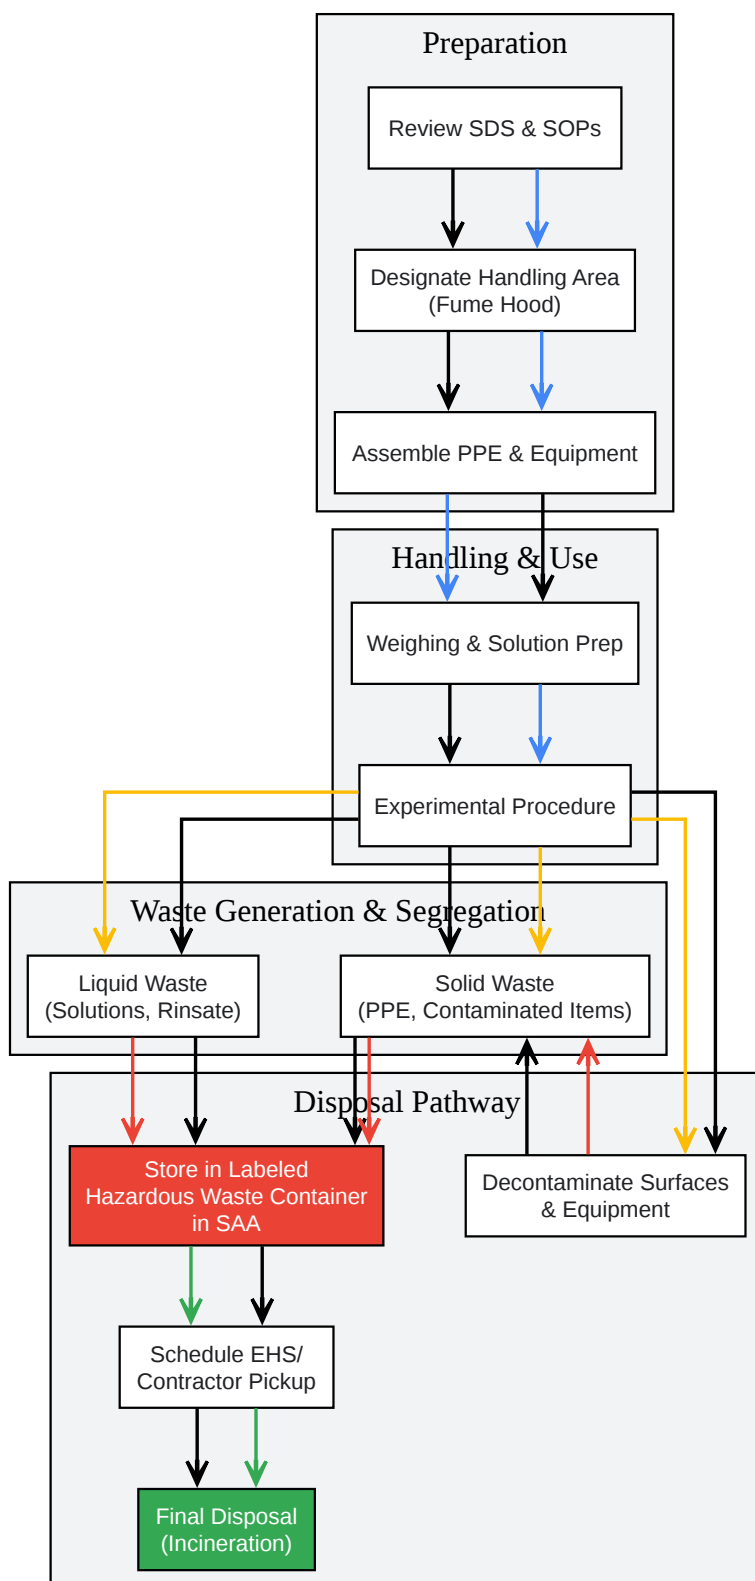 Preparation
Review SDS & SOPs
Designate Handling Area
(Fume Hood)
Assemble PPE & Equipment
Handling & Use
Weighing & Solution Prep
Experimental Procedure
Waste Generation & Segregation
Liquid Waste
(Solutions, Rinsate)
Solid Waste
(PPE, Contaminated Items)
Disposal Pathway
Store in Labeled
Hazardous Waste Container
in SAA
Decontaminate Surfaces
& Equipment
Schedule EHS/
Contractor Pickup
Final Disposal
(Incineration)